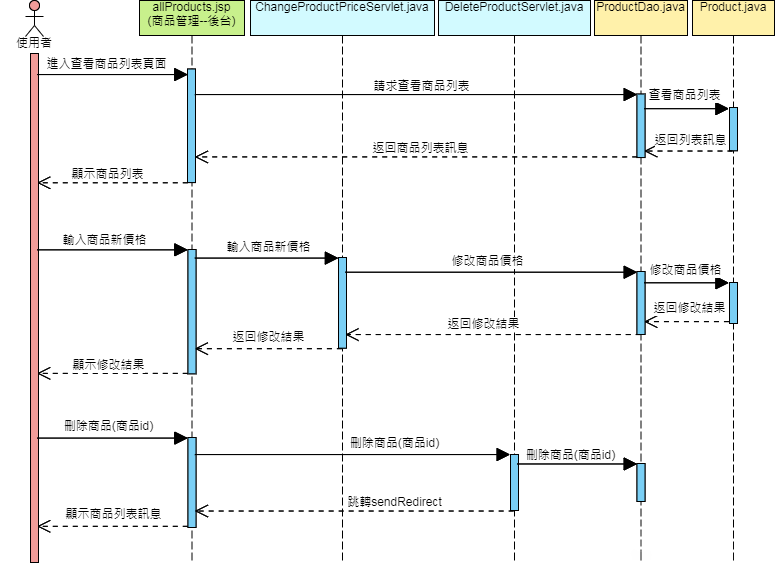 allProducts.jsp
(商品管理--後台)
ChangeProductPriceServlet.java
DeleteProductServlet.java
ProductDao.java
Product.java
使用者
進入查看商品列表頁面
請求查看商品列表
查看商品列表
返回列表訊息
返回商品列表訊息
顯示商品列表
輸入商品新價格
輸入商品新價格
修改商品價格
修改商品價格
返回修改結果
返回修改結果
返回修改結果
顯示修改結果
刪除商品(商品id)
刪除商品(商品id)
刪除商品(商品id)
跳轉sendRedirect
顯示商品列表訊息